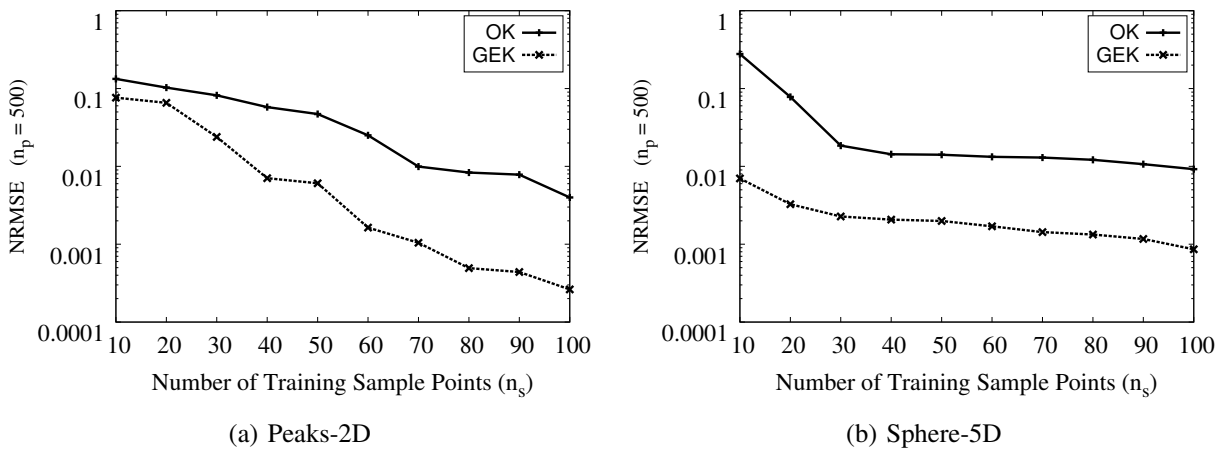 1
0.1
0.01
0.001
0.0001
NRMSE (n_p = 500)
OK
GEK
10 20 30 40 50 60 70 80 90 100
Number of Training Sample Points (n_s)
(a) Peaks-2D
1
0.1
0.01
0.001
0.0001
NRMSE (n_p = 500)
OK
GEK
10 20 30 40 50 60 70 80 90 100
Number of Training Sample Points (n_s)
(b) Sphere-5D